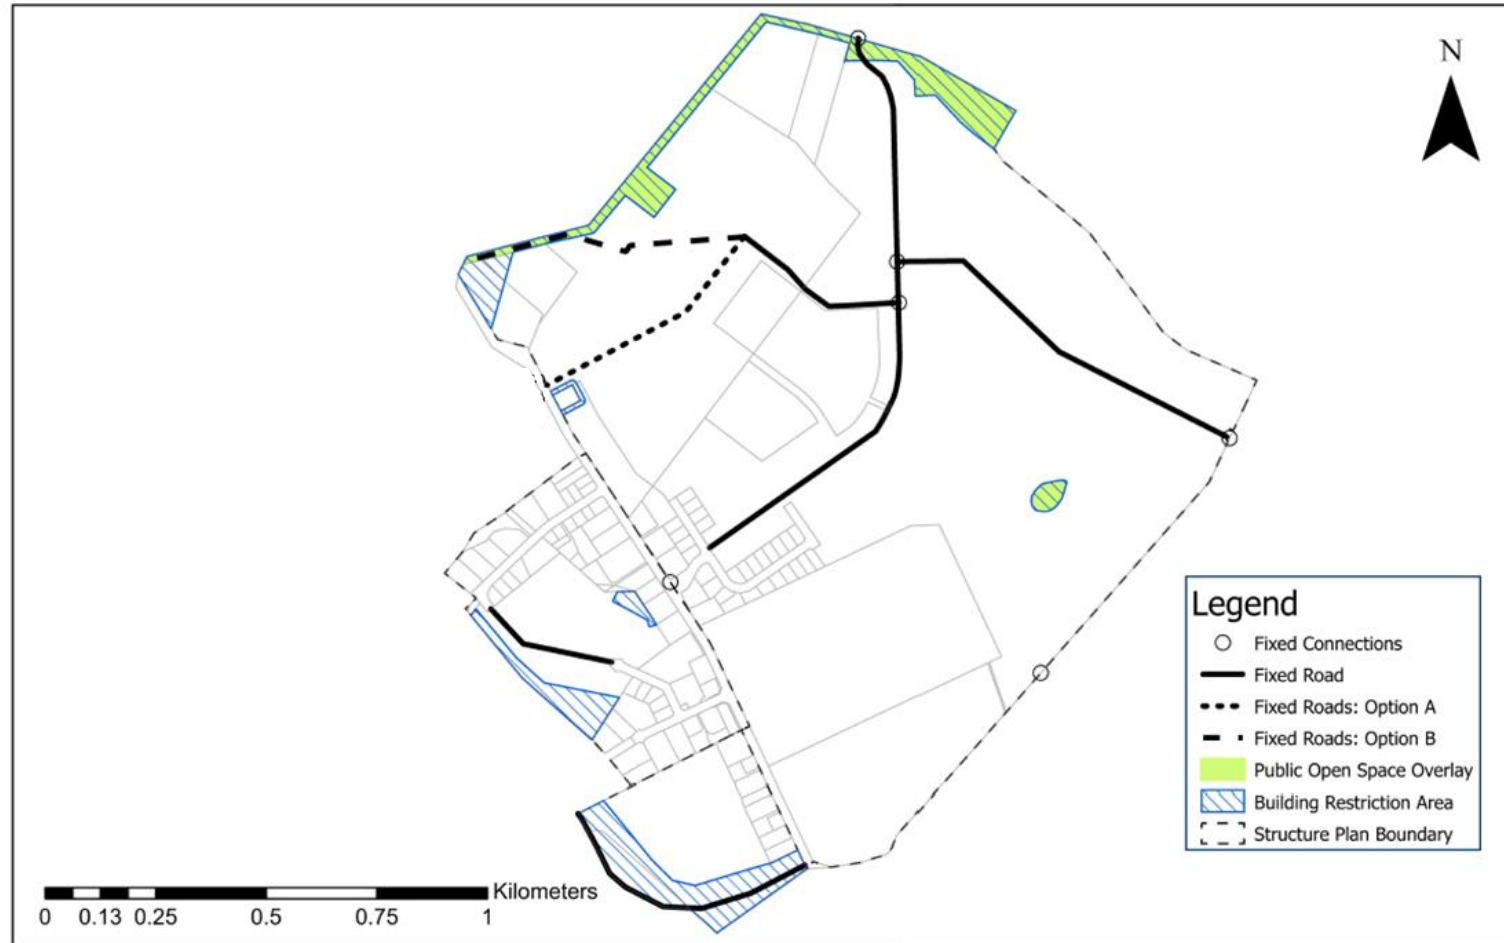 N
Legend
Fixed Connections
Fixed Road
Fixed Roads: Option A
Fixed Roads: Option B
Public Open Space Overlay
Building Restriction Area
Structure Plan Boundary
Kilometers
0 0.13 0.25 0.5 0.75 1